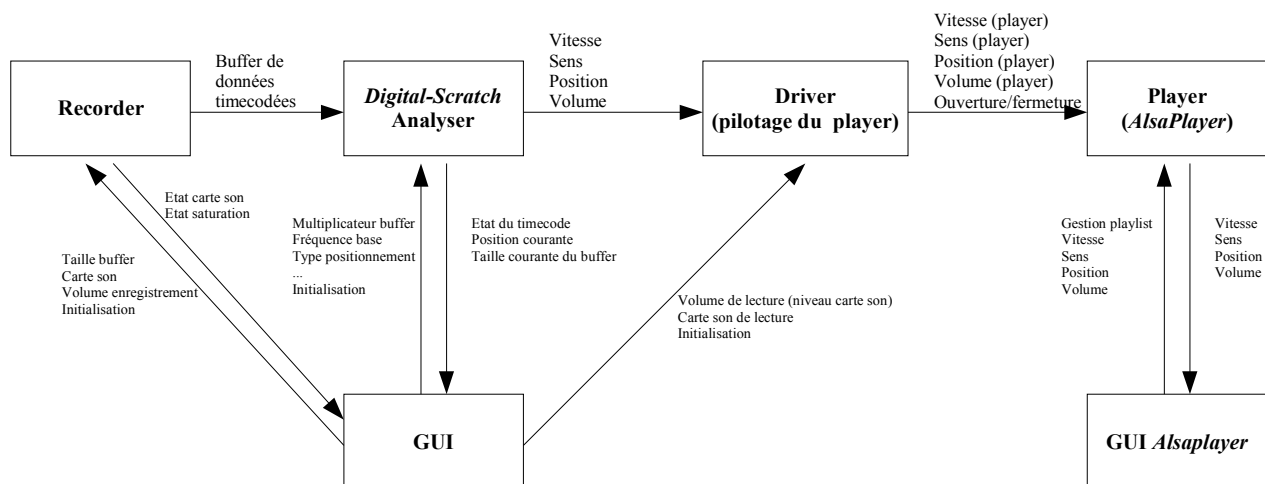 Recorder
Buffer de
données
timecodées
Digital-Scratch
Analyser
Vitesse
Sens
Position
Volume
Driver
(pilotage du player)
Vitesse (player)
Sens (player)
Position (player)
Volume (player)
Ouverture/fermeture
Player
(AlsaPlayer)
Etat carte son
Etat saturation
Taille buffer
Carte son
Volume enregistrement
Initialisation
Multiplicateur buffer
Fréquence base
Type positionnement
...
Initialisation
Etat du timecode
Position courante
Taille courante du buffer
Volume de lecture (niveau carte son)
Carte son de lecture
Initialisation
Gestion playlist
Vitesse
Sens
Position
Volume
Vitesse
Sens
Position
Volume
GUI
GUI Alsaplayer